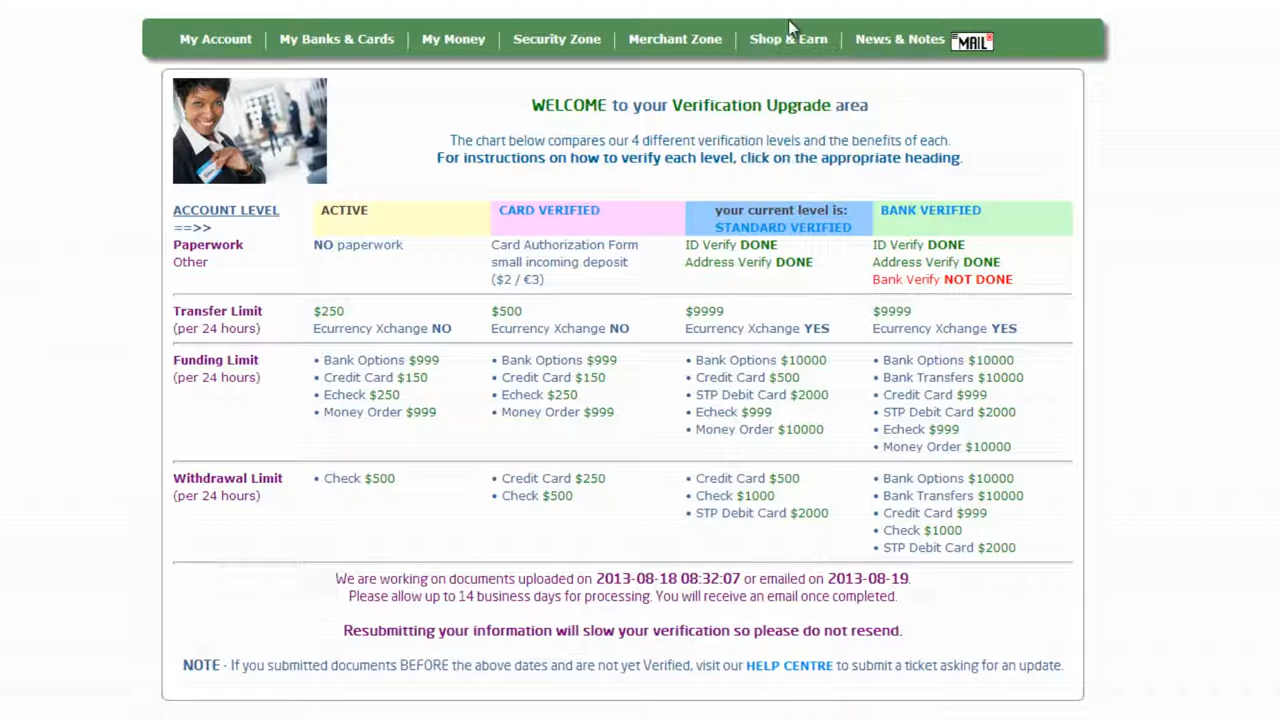 My Account | My Banks & Cards | My Money | Security Zone | Merchant Zone | Shop & Earn | News & Notes MAIL
WELCOME to your Verification Upgrade area
The chart below compares our 4 different verification levels and the benefits of each.
For instructions on how to verify each level, click on the appropriate heading.
ACCOUNT LEVEL ACTIVE CARD VERIFIED your current level is: BANK VERIFIED
==>> STANDARD VERIFIED
Paperwork NO paperwork Card Authorization Form ID Verify DONE ID Verify DONE
Other small incoming deposit Address Verify DONE Address Verify DONE
($2 / €3) Bank Verify NOT DONE
Transfer Limit $250 $500 $9999 $9999
(per 24 hours) Ecurrency Xchange NO Ecurrency Xchange NO Ecurrency Xchange YES Ecurrency Xchange YES
Funding Limit • Bank Options $999 • Bank Options $999 • Bank Options $10000 • Bank Options $10000
(per 24 hours) • Credit Card $150 • Credit Card $150 • Credit Card $500 • Bank Transfers $10000
• Echeck $250 • Echeck $250 • STP Debit Card $2000 • Credit Card $999
• Money Order $999 • Money Order $999 • Echeck $999 • STP Debit Card $2000
• Money Order $10000 • Echeck $999
• Money Order $10000
Withdrawal Limit • Check $500 • Credit Card $250 • Credit Card $500 • Bank Options $10000
(per 24 hours) • Check $500 • Check $1000 • Bank Transfers $10000
• STP Debit Card $2000 • Credit Card $999
• Check $1000
• STP Debit Card $2000
We are working on documents uploaded on 2013-08-18 08:32:07 or emailed on 2013-08-19.
Please allow up to 14 business days for processing. You will receive an email once completed.
Resubmitting your information will slow your verification so please do not resend.
NOTE - If you submitted documents BEFORE the above dates and are not yet Verified, visit our HELP CENTRE to submit a ticket asking for an update.